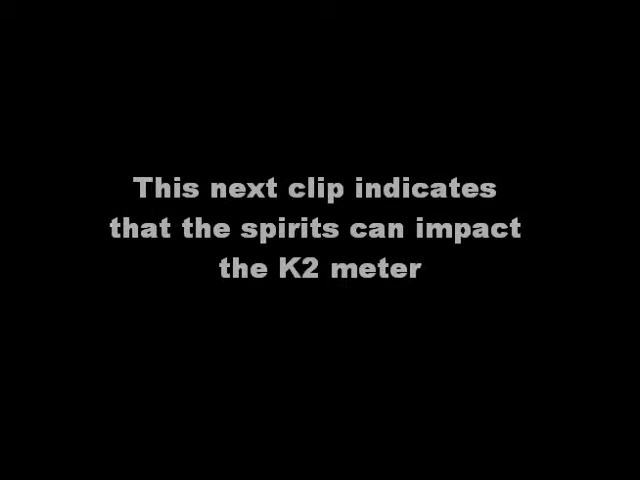 This next clip indicates
that the spirits can impact
the K2 meter